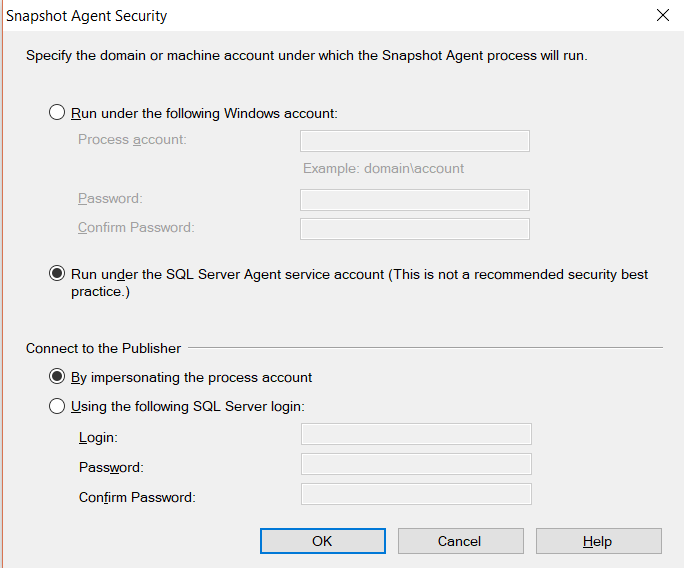 Snapshot Agent Security
Specify the domain or machine account under which the Snapshot Agent process will run.
Run under the following Windows account:
Process account:
Example: domain\account
Password:
Confirm Password:
Run under the SQL Server Agent service account (This is not a recommended security best
practice.)
Connect to the Publisher
By impersonating the process account
Using the following SQL Server login:
Login:
Password:
Confirm Password:
OK Cancel Help